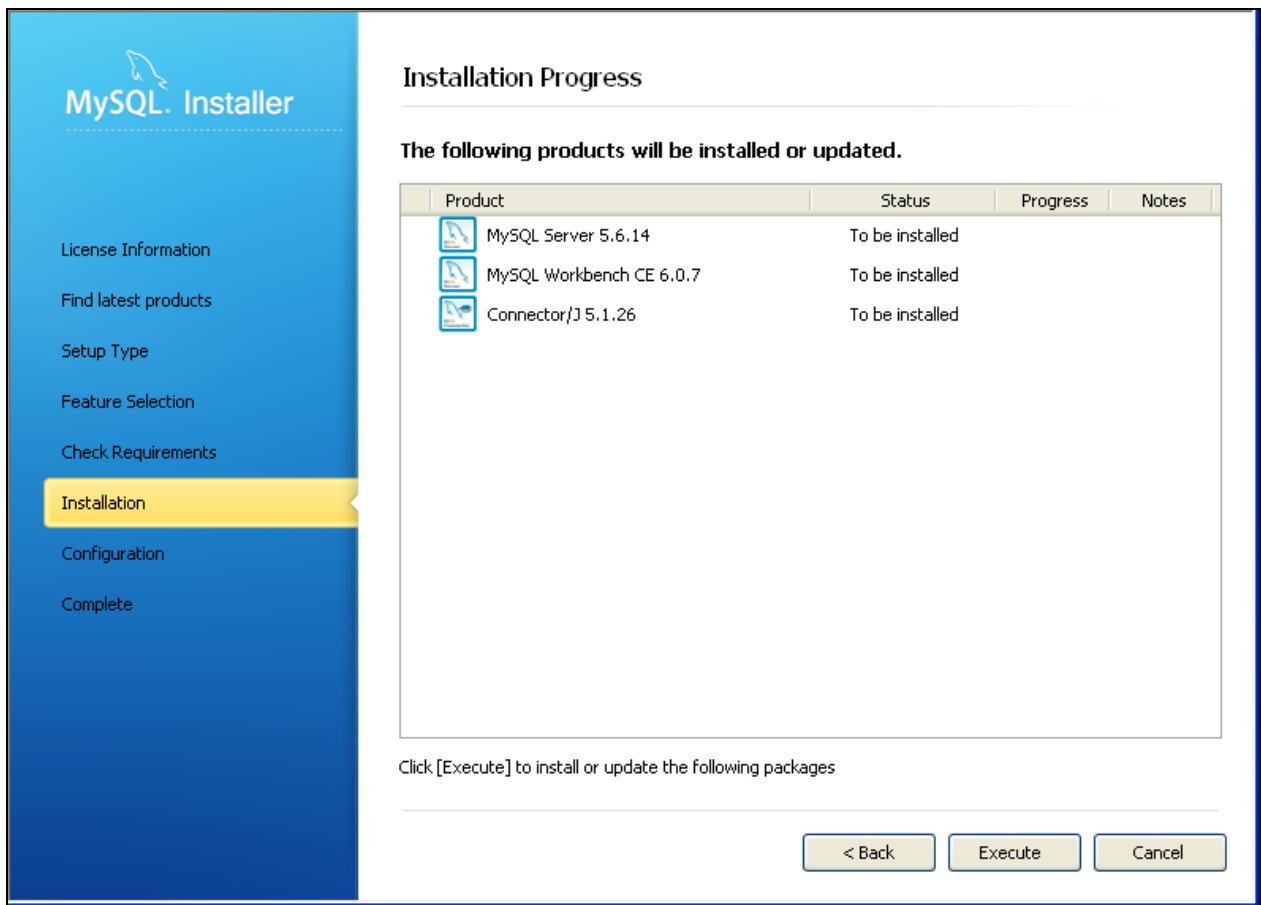 MySQL. Installer
License Information
Find latest products
Setup Type
Feature Selection
Check Requirements
Installation
Configuration
Complete
Installation Progress
The following products will be installed or updated.
Product Status Progress Notes
MySQL Server 5.6.14 To be installed
MySQL Workbench CE 6.0.7 To be installed
Connector/J 5.1.26 To be installed
Click [Execute] to install or update the following packages
< Back Execute Cancel